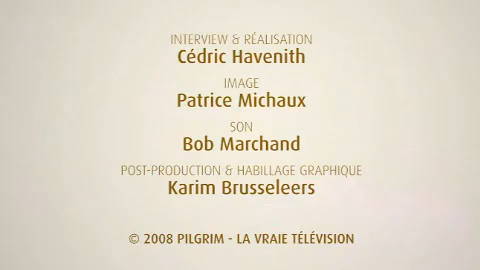 INTERVIEW & RÉALISATION
Cédric Havenith
IMAGE
Patrice Michaux
SON
Bob Marchand
POST-PRODUCTION & HABILLAGE GRAPHIQUE
Karim Brusseleers
© 2008 PILGRIM - LA VRAIE TÉLÉVISION